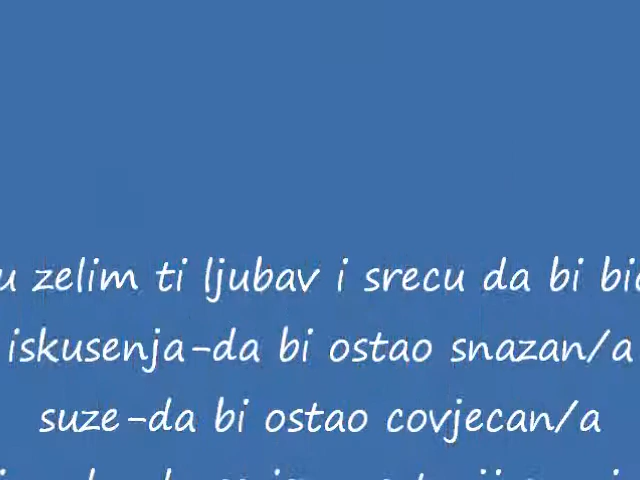 zelim ti ljubav i srecu da bi
iskusenja-da bi ostao snazan/a
suze-da bi ostao covjecan/a